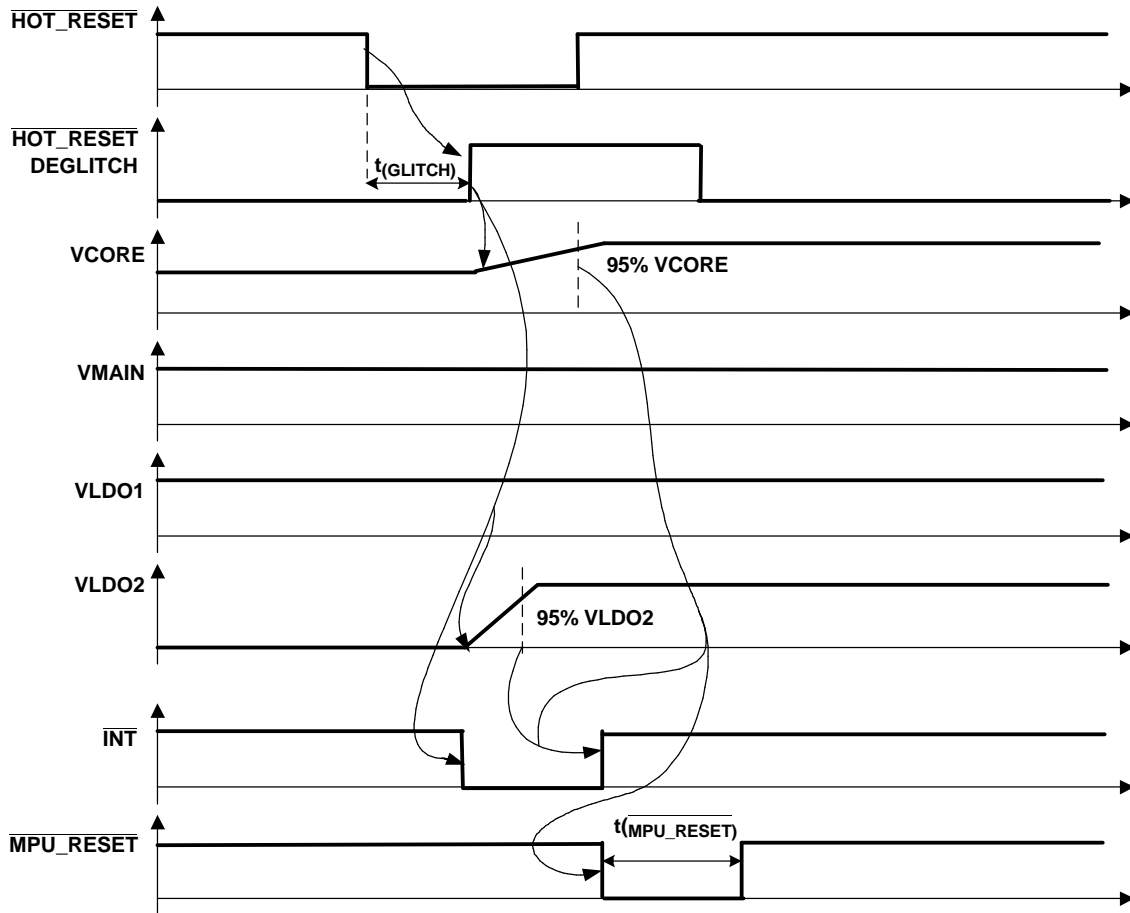 HOT_RESET
HOT_RESET
DEGLITCH
t(GLITCH)
VCORE
95% VCORE
VMAIN
VLDO1
VLDO2
95% VLDO2
INT
t(MPU_RESET)
MPU_RESET